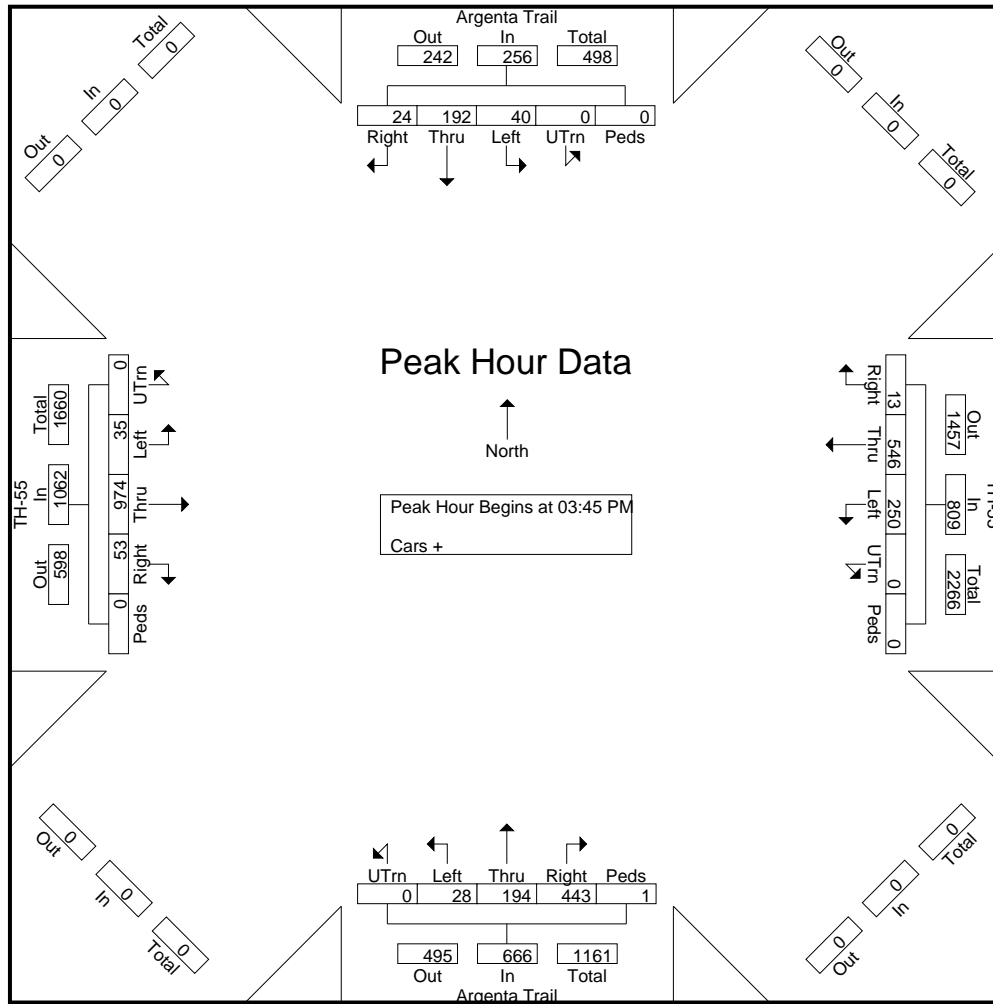 Argenta Trail
Out In Total
242 256 498
24 192 40 0 0
Right Thru Left UTrn Peds
Total
0
In
0
Out
0
Out
0
In
0
Total
0
Peak Hour Data
North
Peak Hour Begins at 03:45 PM
Cars +
TH-55
Total In Out
1660 1062 598
0 35 974 53 0
UTrn Left Thru Right Peds
Right Thru Left UTrn Peds
13 546 250 0 0
Out In Total
1457 809 2266
UTrn Left Thru Right Peds
0 28 194 443 1
495 666 1161
Out In Total
Argenta Trail
0
Out
0
In
0
Total
0
Total
0
In
0
Out